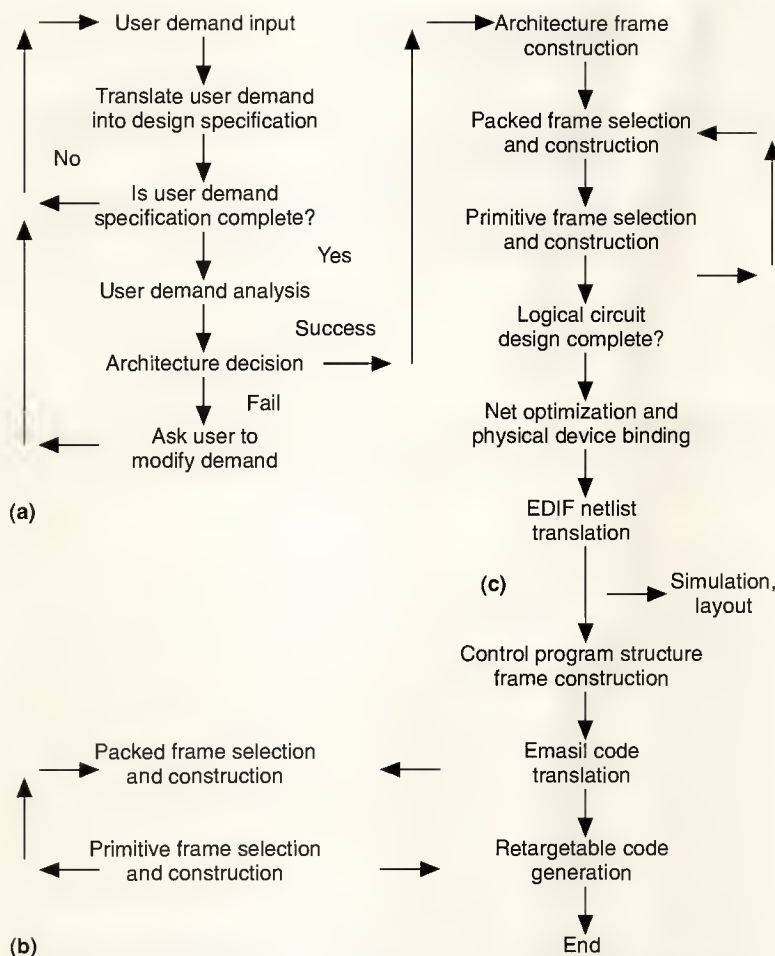 User demand input
Translate user demand
into design specification
No
Is user demand
specification complete?
Yes
User demand analysis
Success
Architecture decision
Fail
Ask user to
modify demand
(a)
Architecture frame
construction
Packed frame selection
and construction
Primitive frame selection
and construction
Logical circuit
design complete?
Net optimization and
physical device binding
EDIF netlist
translation
(c)
Simulation,
layout
Control program structure
frame construction
Packed frame selection
and construction
Emasil code
translation
Primitive frame selection
and construction
Retargetable code
generation
(b)
End